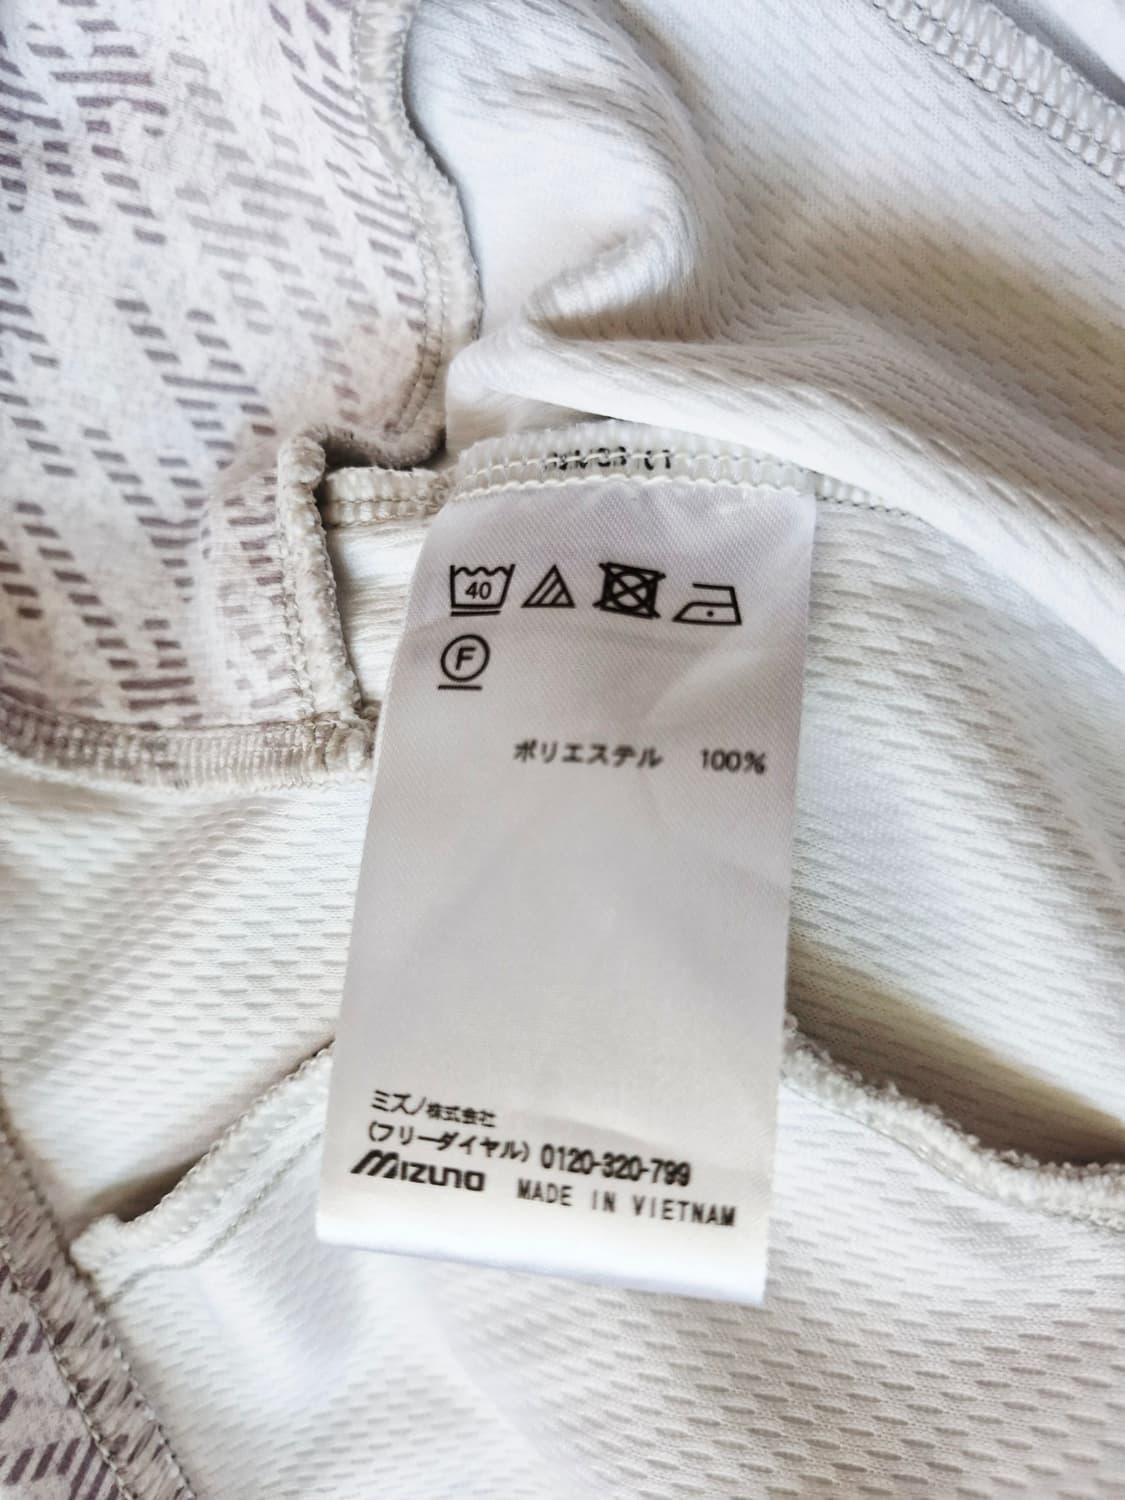 40
F
ポリエステル 100%
ミズノ株式会社
(フリーダイヤル) 0120-320-799
MIZUNO MADE IN VIETNAM